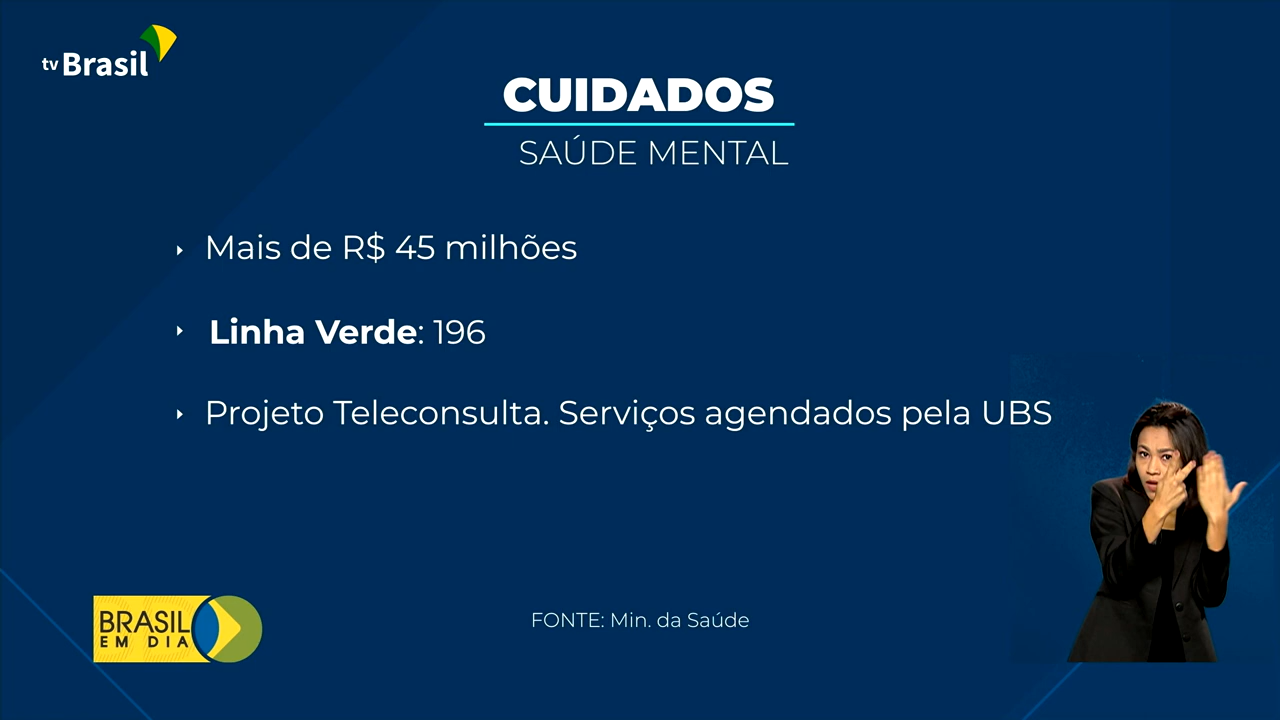 tv Brasil
CUIDADOS
SAÚDE MENTAL
Mais de R$ 45 milhões
Linha Verde: 196
Projeto Teleconsulta. Serviços agendados pela UBS
BRASIL
EM DIA
FONTE: Min. da Saúde